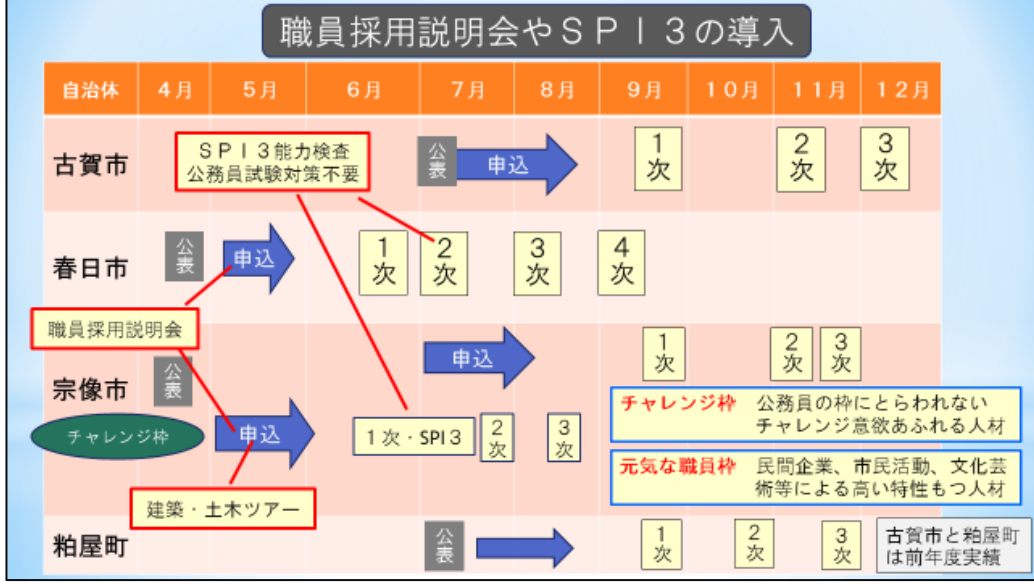 職員採用説明会やＳＰＩ３の導入
自治体 ４月 ５月 ６月 ７月 ８月 ９月 １０月 １１月 １２月
古賀市
ＳＰＩ３能力検査
公務員試験対策不要
公表
申込
１次
２次
３次
春日市
公表
申込
１次
２次
３次
４次
職員採用説明会
宗像市
公表
申込
１次
２次
３次
チャレンジ枠
申込
１次・SPI３
２次
３次
チャレンジ枠 公務員の枠にとらわれない
チャレンジ意欲あふれる人材
元気な職員枠 民間企業、市民活動、文化芸
術等による高い特性もつ人材
建築・土木ツアー
粕屋町
公表
１次
２次
３次
古賀市と粕屋町
は前年度実績